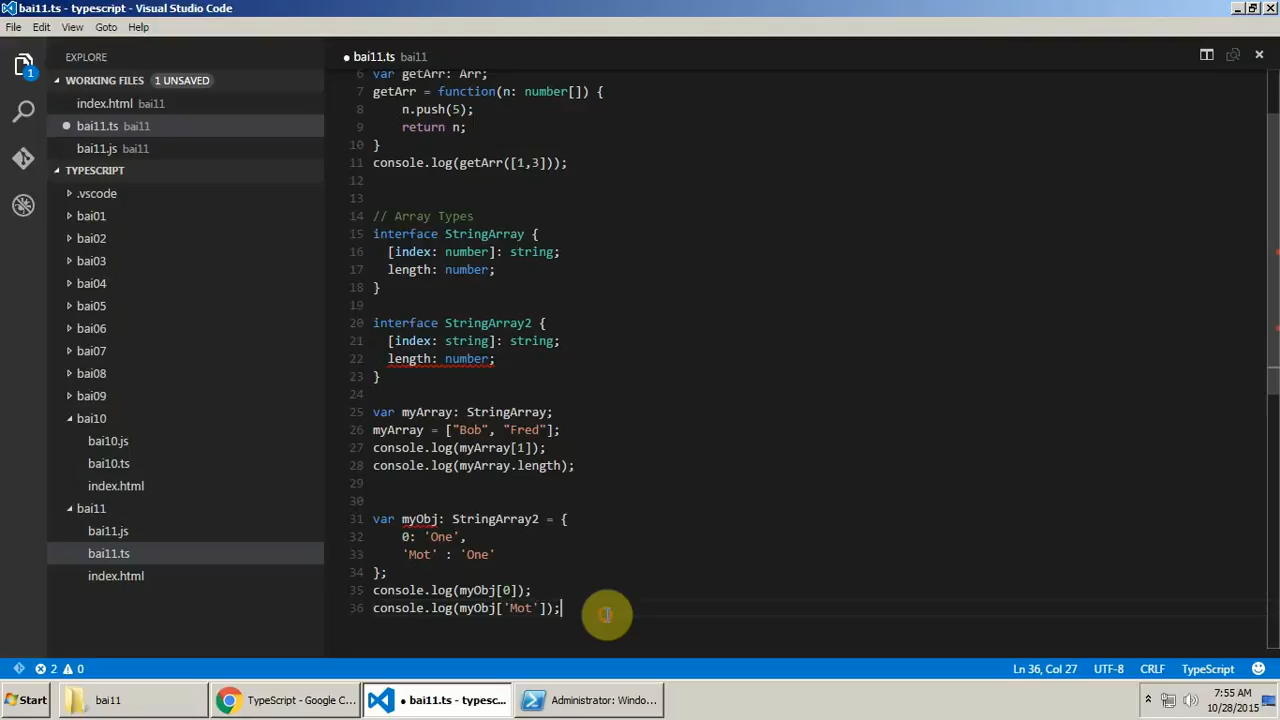 bai11.ts - typescript - Visual Studio Code
File Edit View Goto Help
EXPLORE
WORKING FILES 1 UNSAVED
index.html bai11
bai11.ts bai11
bai11.js bai11
TYPESCRIPT
.vscode
bai01
bai02
bai03
bai04
bai05
bai06
bai07
bai08
bai09
bai10
bai10.js
bai10.ts
index.html
bai11
bai11.js
bai11.ts
index.html
1
● bai11.ts bai11
6 var getArr: Arr;
7 getArr = function(n: number[]) {
8 n.push(5);
9 return n;
10 }
11 console.log(getArr([1,3]));
12
13
14 // Array Types
15 interface StringArray {
16 [index: number]: string;
17 length: number;
18 }
19
20 interface StringArray2 {
21 [index: string]: string;
22 length: number;
23 }
24
25 var myArray: StringArray;
26 myArray = ["Bob", "Fred"];
27 console.log(myArray[1]);
28 console.log(myArray.length);
29
30
31 var myObj: StringArray2 = {
32 0: 'One',
33 'Mot' : 'One'
34 };
35 console.log(myObj[0]);
36 console.log(myObj['Mot']);
2 0 Ln 36, Col 27 UTF-8 CRLF TypeScript
Start bai11 TypeScript - Google C... ● bai11.ts - typesc... Administrator: Windo... 7:55 AM
10/28/2015